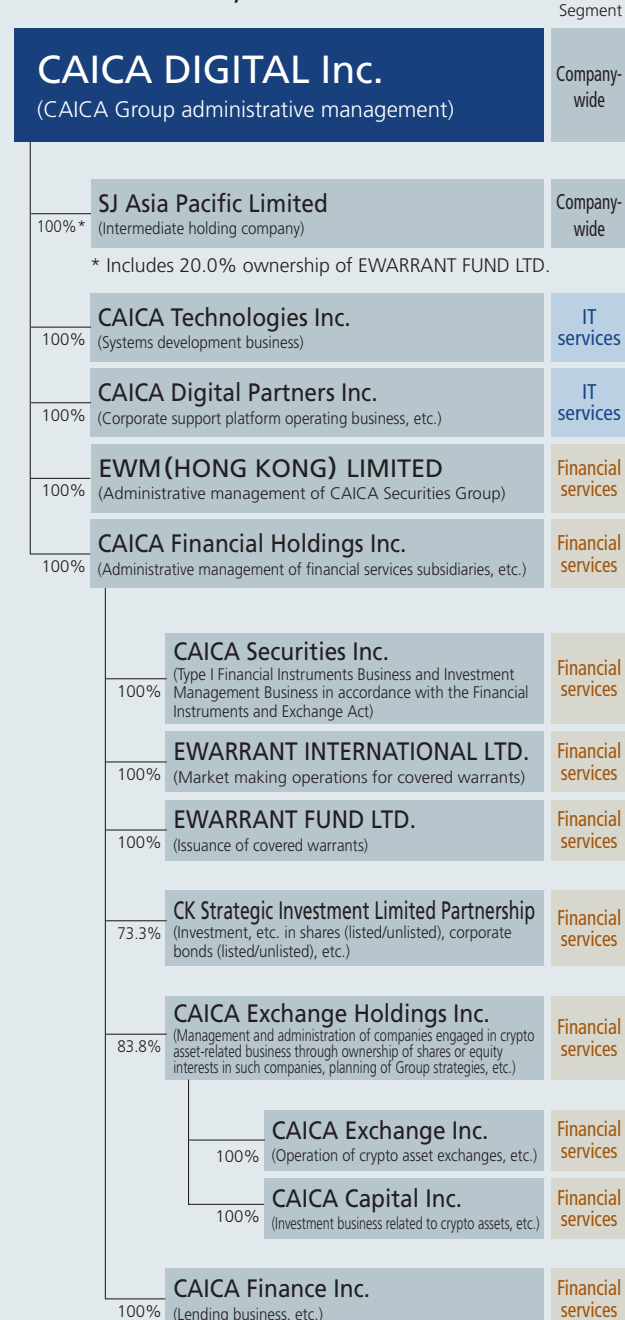 Segment
CAICA DIGITAL Inc.
(CAICA Group administrative management)
Company-
wide
SJ Asia Pacific Limited
(Intermediate holding company)
100%*
Company-
wide
* Includes 20.0% ownership of EWARRANT FUND LTD.
CAICA Technologies Inc.
(Systems development business)
100%
IT
services
CAICA Digital Partners Inc.
(Corporate support platform operating business, etc.)
100%
IT
services
EWM(HONG KONG) LIMITED
(Administrative management of CAICA Securities Group)
100%
Financial
services
CAICA Financial Holdings Inc.
(Administrative management of financial services subsidiaries, etc.)
100%
Financial
services
CAICA Securities Inc.
(Type I Financial Instruments Business and Investment
Management Business in accordance with the Financial
Instruments and Exchange Act)
100%
Financial
services
EWARRANT INTERNATIONAL LTD.
(Market making operations for covered warrants)
100%
Financial
services
EWARRANT FUND LTD.
(Issuance of covered warrants)
100%
Financial
services
CK Strategic Investment Limited Partnership
(Investment, etc. in shares (listed/unlisted), corporate
bonds (listed/unlisted), etc.)
73.3%
Financial
services
CAICA Exchange Holdings Inc.
(Management and administration of companies engaged in crypto
asset-related business through ownership of shares or equity
interests in such companies, planning of Group strategies, etc.)
83.8%
Financial
services
CAICA Exchange Inc.
(Operation of crypto asset exchanges, etc.)
100%
Financial
services
CAICA Capital Inc.
(Investment business related to crypto assets, etc.)
100%
Financial
services
CAICA Finance Inc.
(Lending business, etc.)
100%
Financial
services